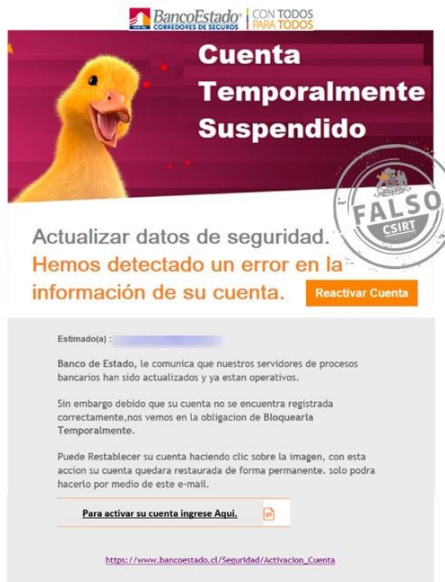 BancoEstado®
CORREDORES DE SEGUROS
CON TODOS
PARA TODOS
Cuenta
Temporalmente
Suspendido
FALSO
CSIRT
Actualizar datos de seguridad.
Hemos detectado un error en la
información de su cuenta.
Reactivar Cuenta
Estimado(a) :
Banco de Estado, le comunica que nuestros servidores de procesos
bancarios han sido actualizados y ya estan operativos.
Sin embargo debido que su cuenta no se encuentra registrada
correctamente,nos vemos en la obligacion de Bloquearla
Temporalmente.
Puede Restablecer su cuenta haciendo clic sobre la imagen, con esta
accion su cuenta quedara restaurada de forma permanente. solo podra
hacerlo por medio de este e-mail.
Para activar su cuenta ingrese Aqui.
https://www.bancoestado.cl/Seguridad/Activacion_Cuenta